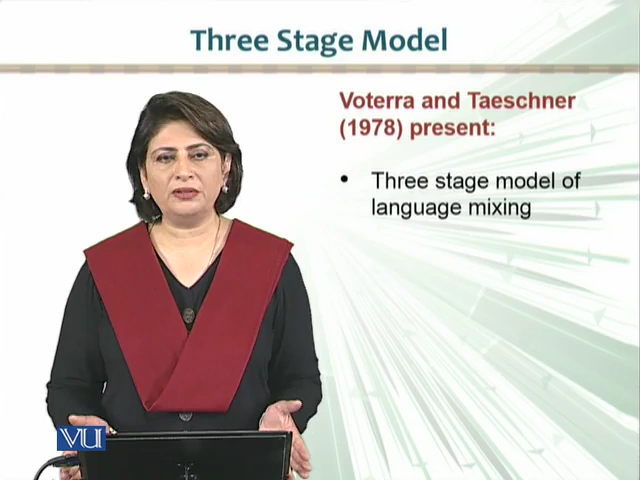 Three Stage Model
Voterra and Taeschner
(1978) present:
• Three stage model of
language mixing
VU